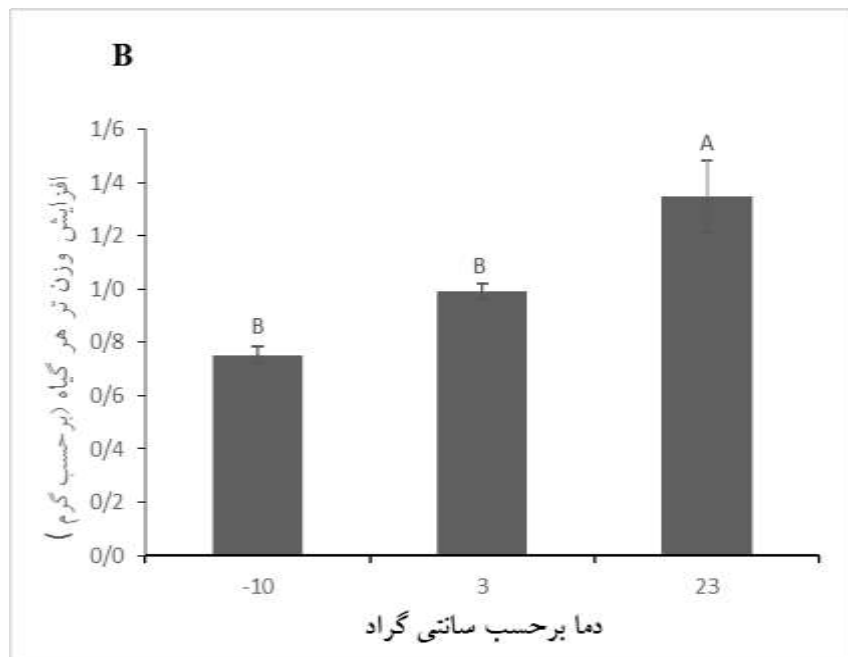 B
افزایش وزن تر هر گیاه (برحسب گرم)
1/6
1/4
1/2
1/0
0/8
0/6
0/4
0/2
0/0
B
B
A
-10 3 23
دما برحسب سانتی گراد